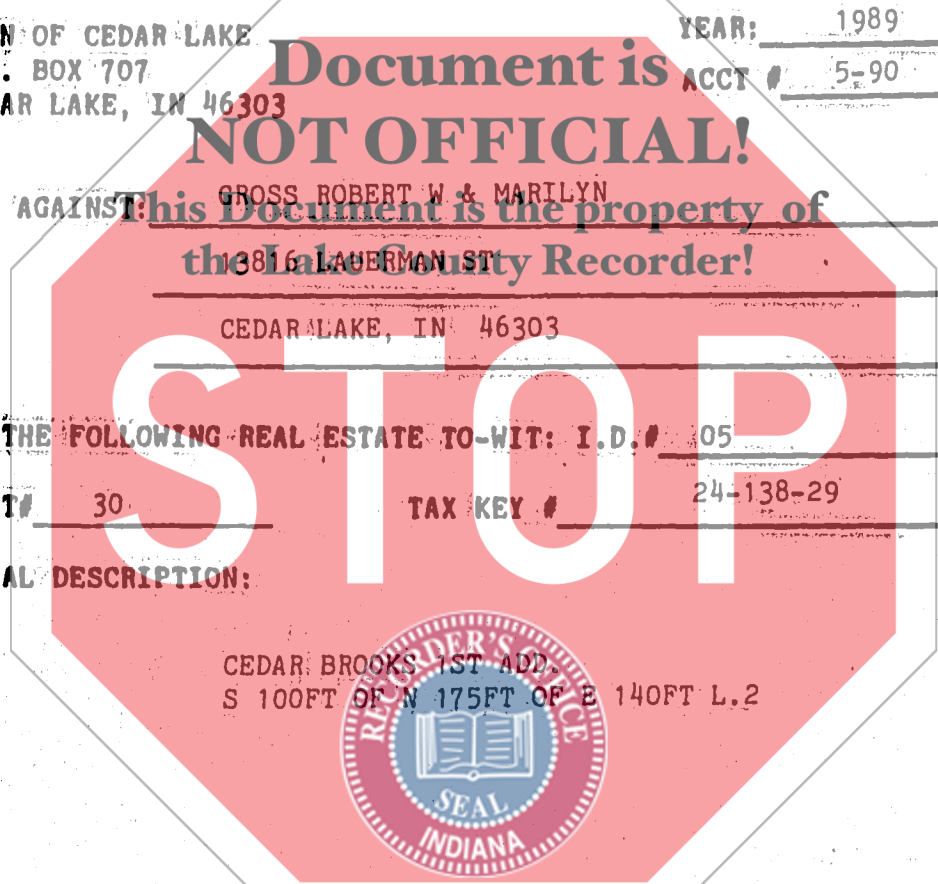 N OF CEDAR LAKE
YEAR: 1989
. BOX 707
ACCT # 5-90
AR LAKE, IN 46303
Document is
NOT OFFICIAL!
AGAINST: GROSS ROBERT W & MARILYN
This Document is the property of
13816 LAUERMAN ST
the Lake County Recorder!
CEDAR LAKE, IN 46303
STOP
THE FOLLOWING REAL ESTATE TO-WIT: I.D.# 05
T# 30 TAX KEY # 24-138-29
AL DESCRIPTION:
CEDAR BROOKS 1ST ADD.
S 100FT OF N 175FT OF E 140FT L.2
RECORDER'S OFFICE
SEAL
INDIANA